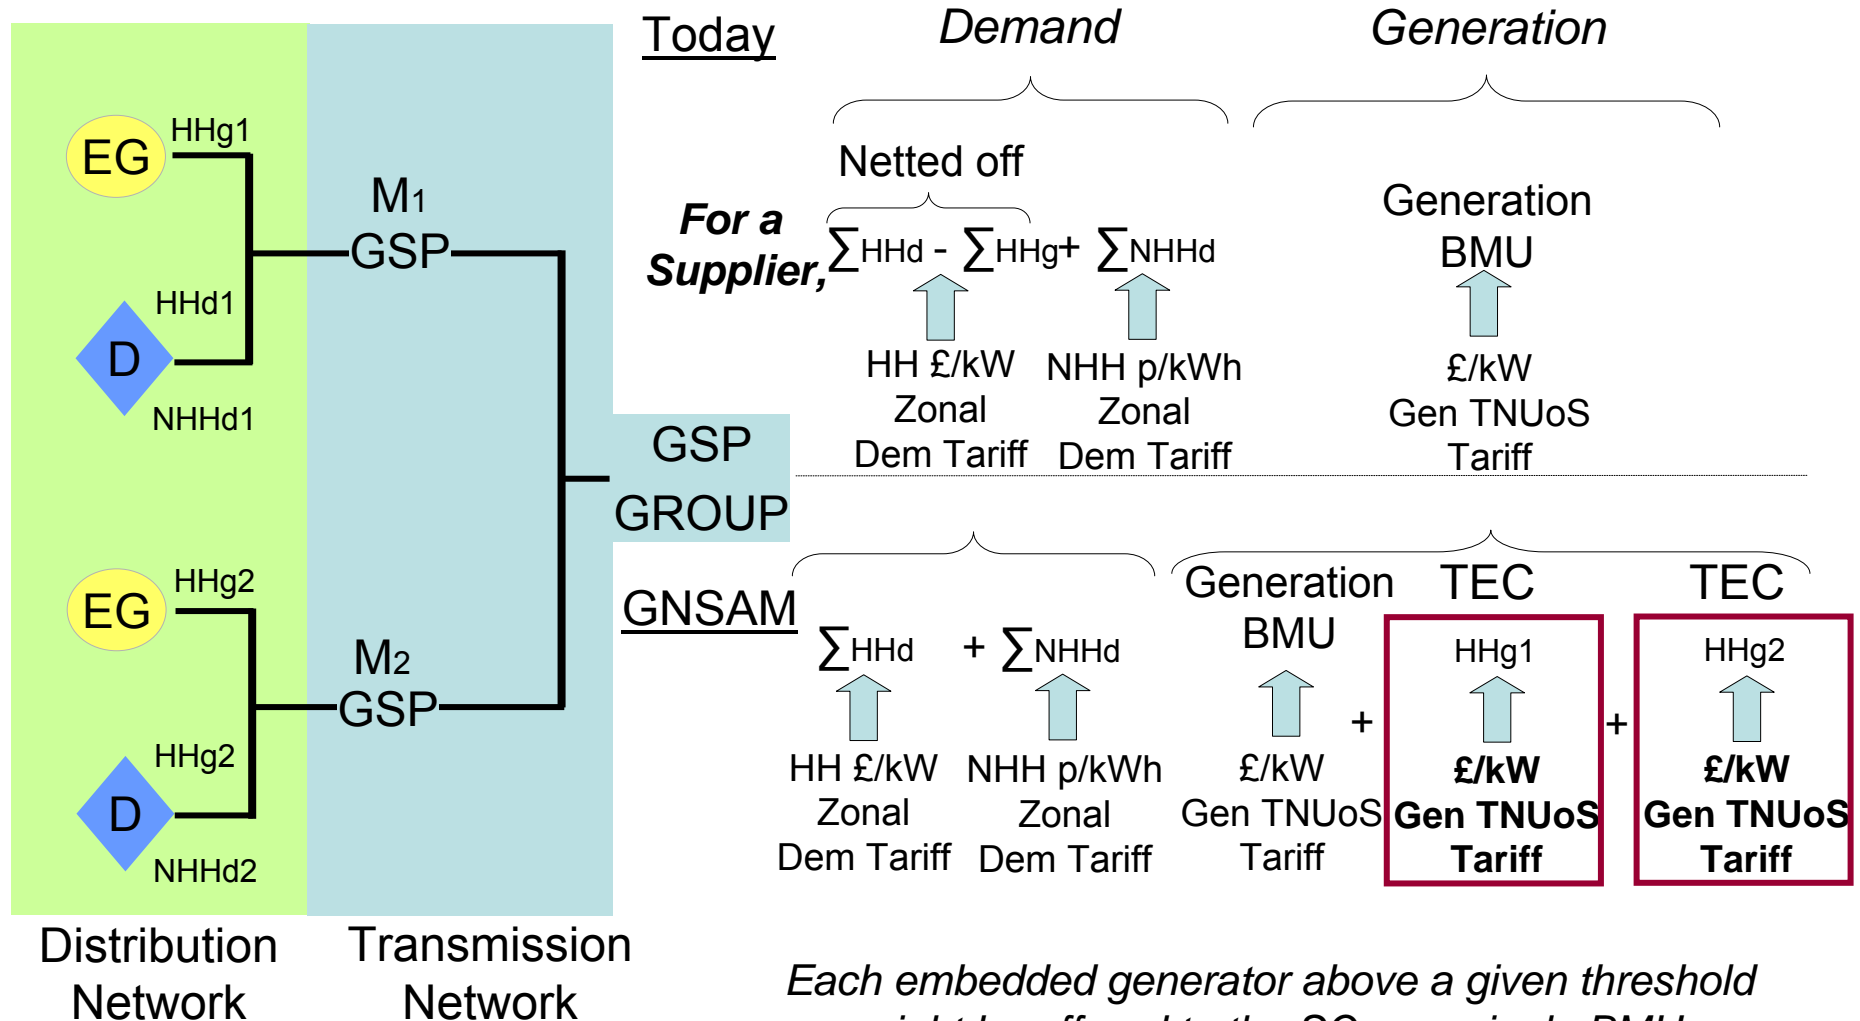 Today
Demand
Generation
EG
HHg1
HHd1
D
NHHd1
M1
GSP
EG
HHg2
HHg2
D
NHHd2
M2
GSP
GSP
GROUP
Distribution
Network
Transmission
Network
Netted off
For a
Supplier,
∑HHd - ∑HHg+ ∑NHHd
HH £/kW
Zonal
Dem Tariff
NHH p/kWh
Zonal
Dem Tariff
Generation
BMU
£/kW
Gen TNUoS
Tariff
GNSAM
∑HHd + ∑NHHd
HH £/kW
Zonal
Dem Tariff
NHH p/kWh
Zonal
Dem Tariff
Generation
BMU
£/kW
Gen TNUoS
Tariff
+
TEC
HHg1
£/kW
Gen TNUoS
Tariff
+
TEC
HHg2
£/kW
Gen TNUoS
Tariff
Each embedded generator above a given threshold